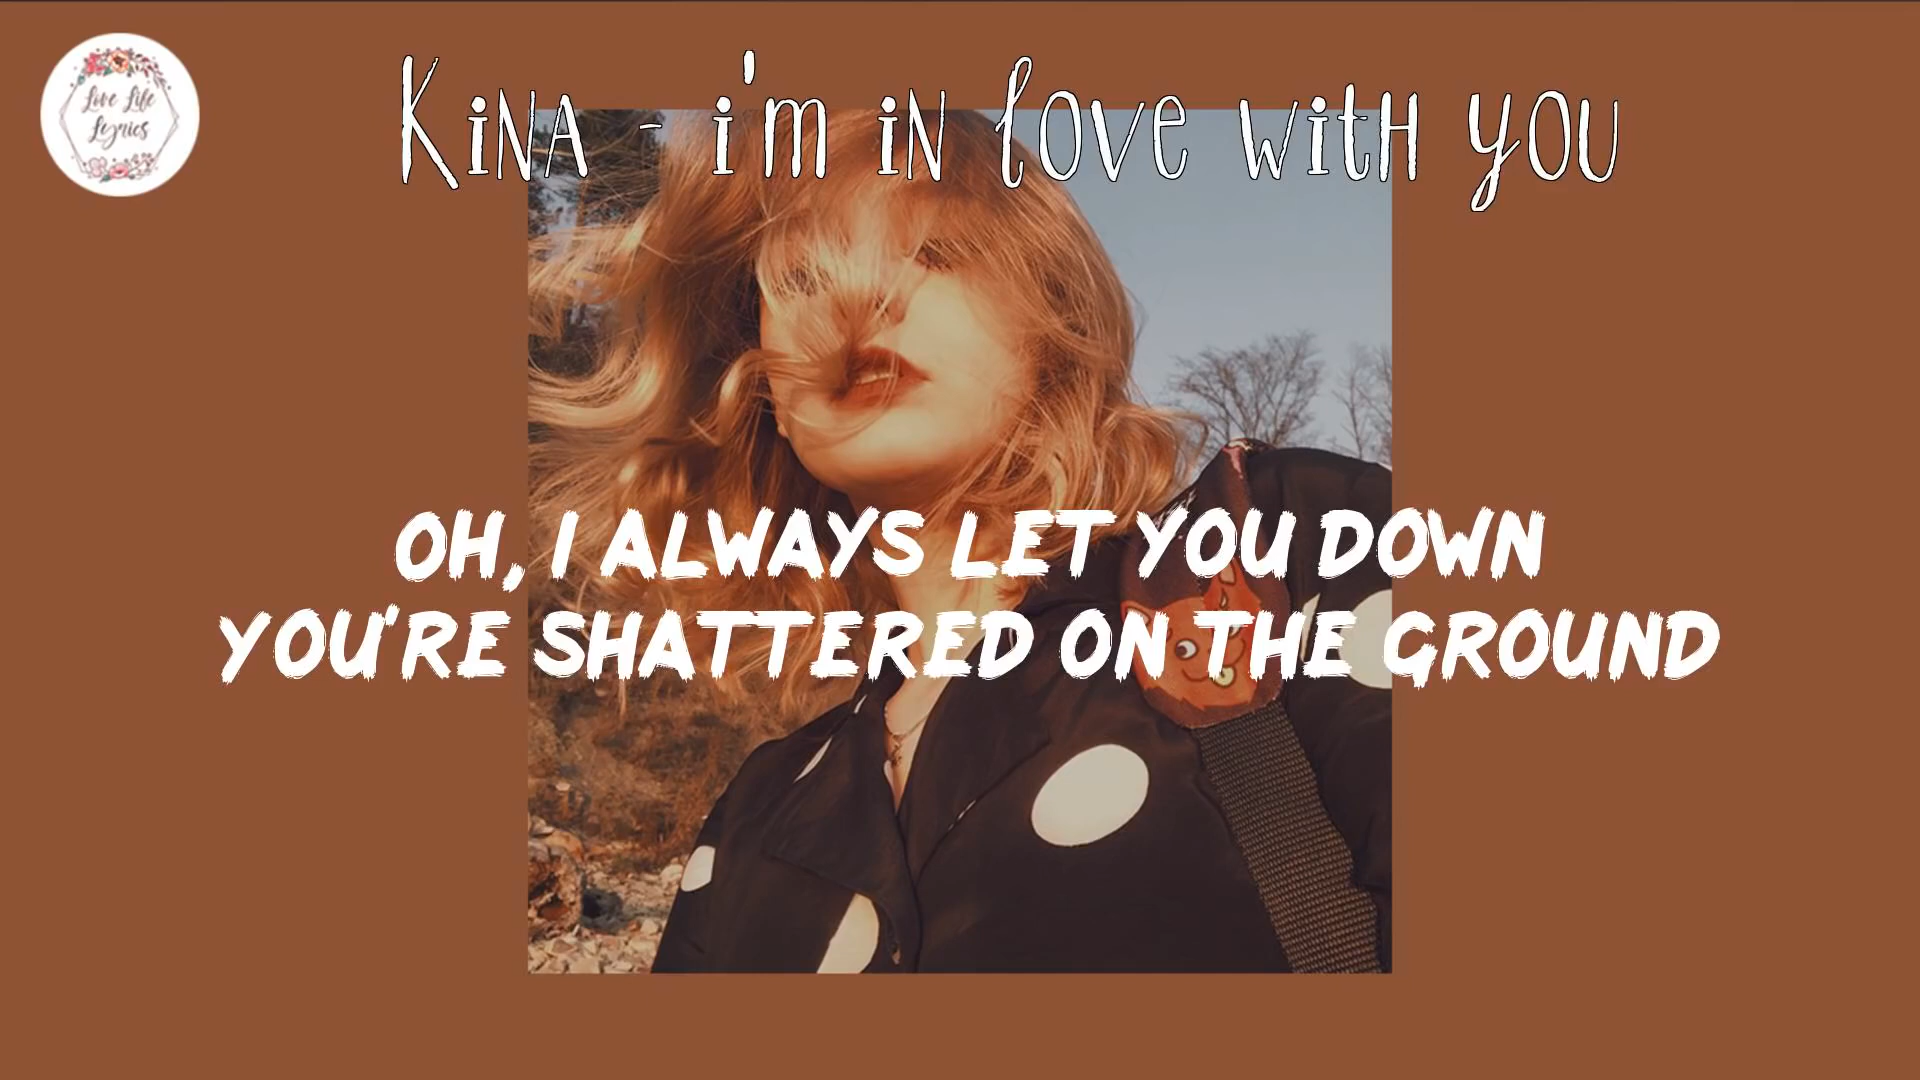 Love Life
Lyrics
Kina - i'm in love with you
OH, I ALWAYS LET YOU DOWN
YOU'RE SHATTERED ON THE GROUND